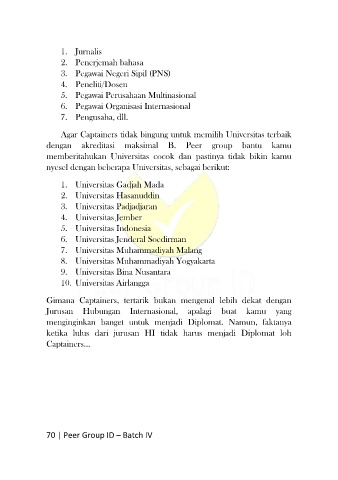 1. Jurnalis
2. Penerjemah bahasa
3. Pegawai Negeri Sipil (PNS)
4. Peneliti/Dosen
5. Pegawai Perusahaan Multinasional
6. Pegawai Organisasi Internasional
7. Pengusaha, dll.
Agar Captainers tidak bingung untuk memilih Universitas terbaik
dengan akreditasi maksimal B. Peer group bantu kamu
memberitahukan Universitas cocok dan pastinya tidak bikin kamu
nyesel dengan beberapa Universitas, sebagai berikut:
1. Universitas Gadjah Mada
2. Universitas Hasanuddin
3. Universitas Padjadjaran
4. Universitas Jember
5. Universitas Indonesia
6. Universitas Jenderal Soedirman
7. Universitas Muhammadiyah Malang
8. Universitas Muhammadiyah Yogyakarta
9. Universitas Bina Nusantara
10. Universitas Airlangga
Gimana Captainers, tertarik bukan mengenal lebih dekat dengan
Jurusan Hubungan Internasional, apalagi buat kamu yang
menginginkan banget untuk menjadi Diplomat. Namun, faktanya
ketika lulus dari jurusan HI tidak harus menjadi Diplomat loh
Captainers...
70 | Peer Group ID – Batch IV